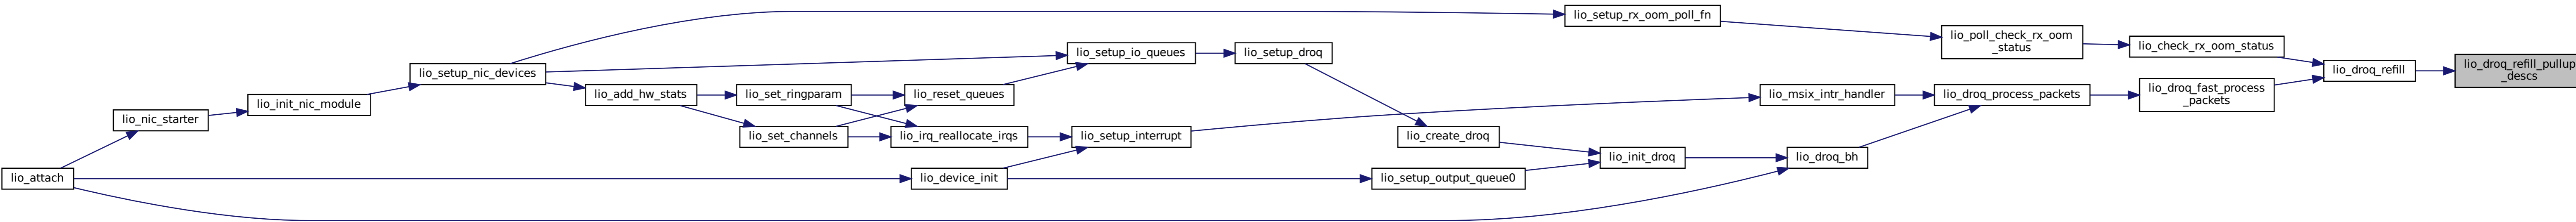 lio_attach
lio_nic_starter
lio_init_nic_module
lio_setup_nic_devices
lio_add_hw_stats
lio_set_ringparam
lio_set_channels
lio_reset_queues
lio_irq_reallocate_irqs
lio_device_init
lio_setup_io_queues
lio_setup_interrupt
lio_setup_droq
lio_setup_output_queue0
lio_create_droq
lio_setup_rx_oom_poll_fn
lio_init_droq
lio_msix_intr_handler
lio_droq_bh
lio_poll_check_rx_oom
_status
lio_droq_process_packets
lio_check_rx_oom_status
lio_droq_fast_process
_packets
lio_droq_refill
lio_droq_refill_pullup
_descs